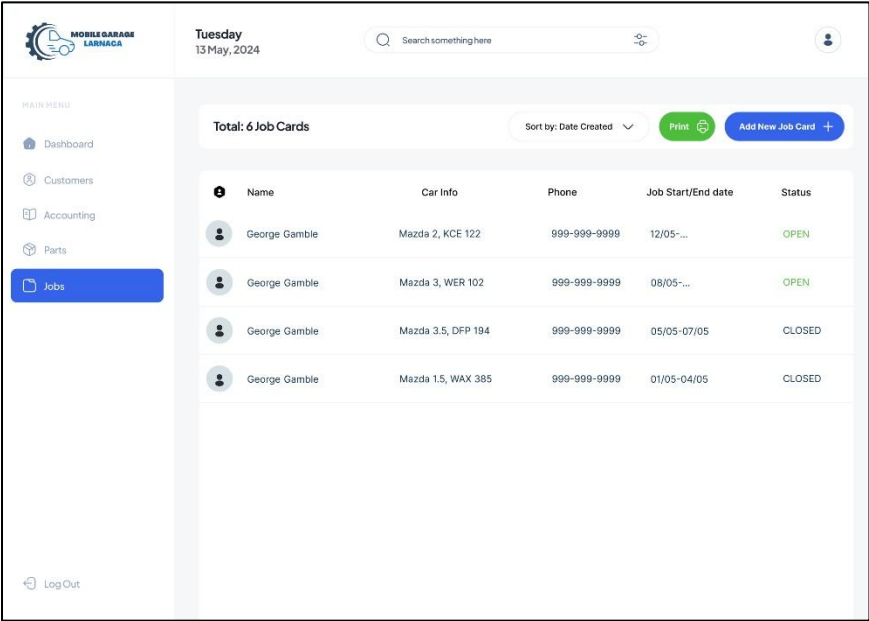 MOBILE GARAGE
LARNACA
Tuesday
13 May, 2024
Search something here
MAIN MENU
Dashboard
Customers
Accounting
Parts
Jobs
Log Out
Total: 6 Job Cards
Sort by: Date Created
Print
Add New Job Card
Name Car Info Phone Job Start/End date Status
George Gamble Mazda 2, KCE 122 999-999-9999 12/05-... OPEN
George Gamble Mazda 3, WER 102 999-999-9999 08/05-... OPEN
George Gamble Mazda 3.5, DFP 194 999-999-9999 05/05-07/05 CLOSED
George Gamble Mazda 1.5, WAX 385 999-999-9999 01/05-04/05 CLOSED